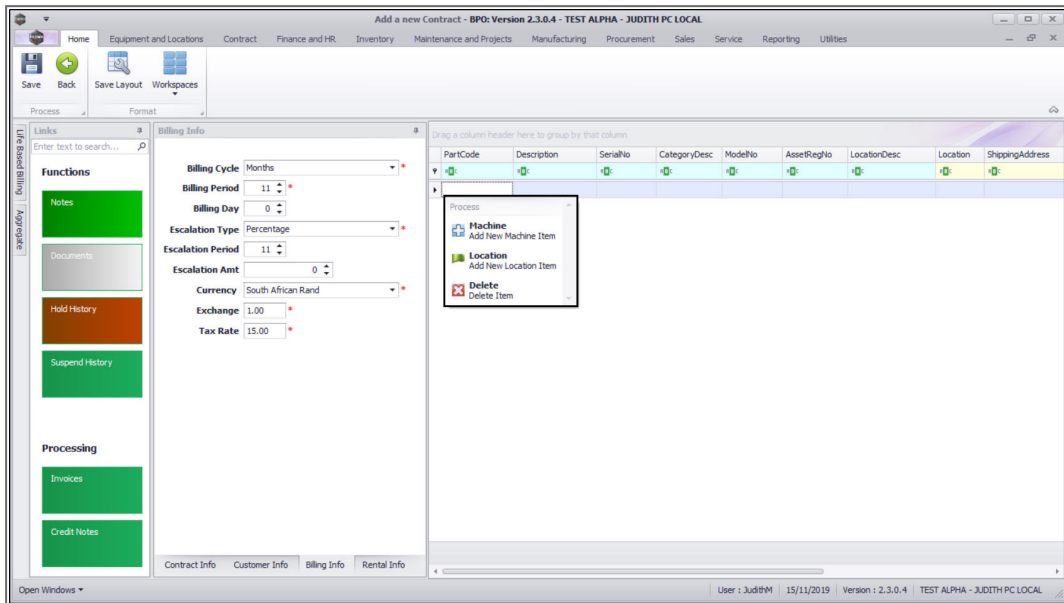 Add a new Contract - BPO: Version 2.3.0.4 - TEST ALPHA - JUDITH PC LOCAL
Home Equipment and Locations Contract Finance and HR Inventory Maintenance and Projects Manufacturing Procurement Sales Service Reporting Utilities
Save Back Save Layout Workspaces
Process Format
Life Based Billing
Aggregate
Links
Enter text to search...
Functions
Notes
Documents
Hold History
Suspend History
Processing
Invoices
Credit Notes
Billing Info
Billing Cycle Months *
Billing Period 11 *
Billing Day 0
Escalation Type Percentage *
Escalation Period 11
Escalation Amt 0
Currency South African Rand *
Exchange 1.00 *
Tax Rate 15.00 *
Contract Info Customer Info Billing Info Rental Info
Drag a column header here to group by that column
PartCode Description SerialNo CategoryDesc ModelNo AssetRegNo LocationDesc Location ShippingAddress
Process
Machine
Add New Machine Item
Location
Add New Location Item
Delete
Delete Item
Open Windows
User : JudithM 15/11/2019 Version : 2.3.0.4 TEST ALPHA - JUDITH PC LOCAL